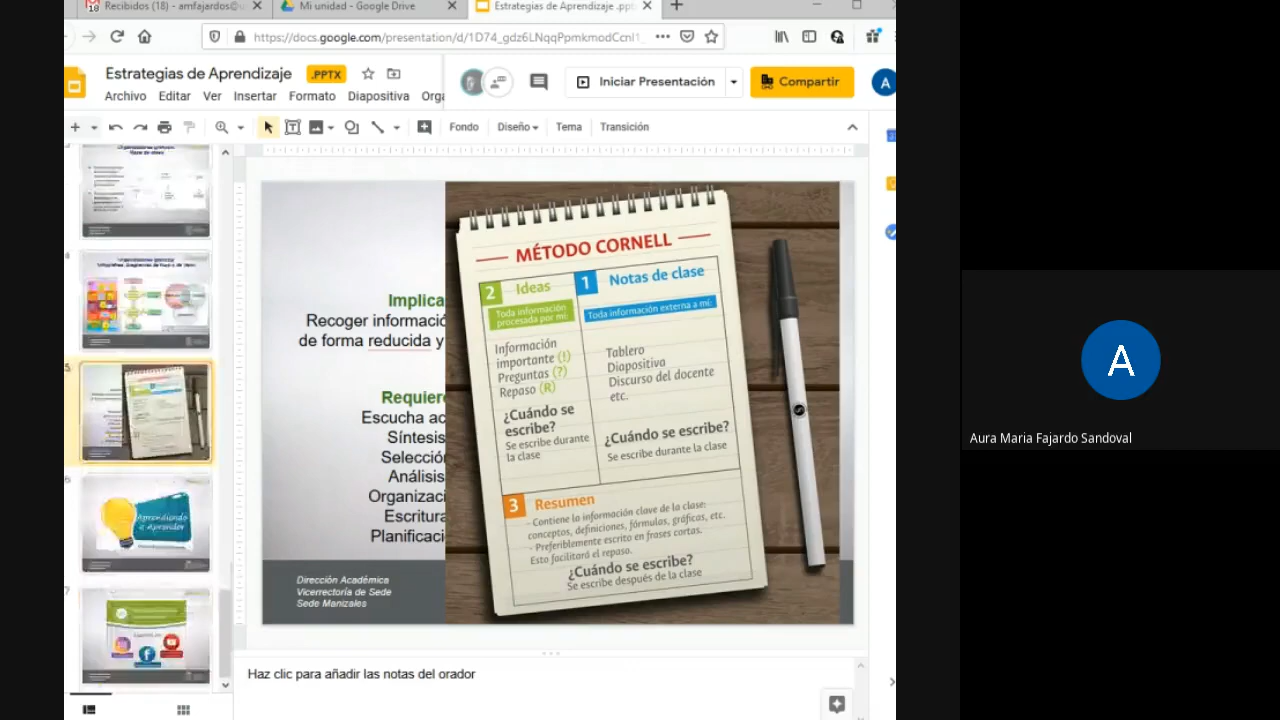 Recibidos (18) - amfajardos@u
Mi unidad - Google Drive
Estrategias de Aprendizaje .ppt
https://docs.google.com/presentation/d/1D74_gdz6LNqqPpmkmodCcnl1_
Estrategias de Aprendizaje .PPTX
Archivo Editar Ver Insertar Formato Diapositiva Orga
Iniciar Presentación
Compartir
A
Fondo Diseño Tema Transición
Implica
Recoger informació
de forma reducida y
Requiere
Escucha ac
Síntesis
Selección
Análisis
Organizaci
Escritura
Planificaci
Dirección Académica
Vicerrectoría de Sede
Sede Manizales
MÉTODO CORNELL
2 Ideas
Toda información
procesada por mí:
Información
importante (!)
Preguntas (?)
Repaso (R)
¿Cuándo se
escribe?
Se escribe durante
la clase
1 Notas de clase
Toda información externa a mí:
Tablero
Diapositiva
Discurso del docente
etc.
¿Cuándo se escribe?
Se escribe durante la clase
3 Resumen
- Contiene la información clave de la clase:
conceptos, definiciones, fórmulas, gráficas, etc.
- Preferiblemente escrito en frases cortas.
Esto facilitará el repaso.
¿Cuándo se escribe?
Se escribe después de la clase
Aprendiendo
a Aprender
Haz clic para añadir las notas del orador
A
Aura Maria Fajardo Sandoval